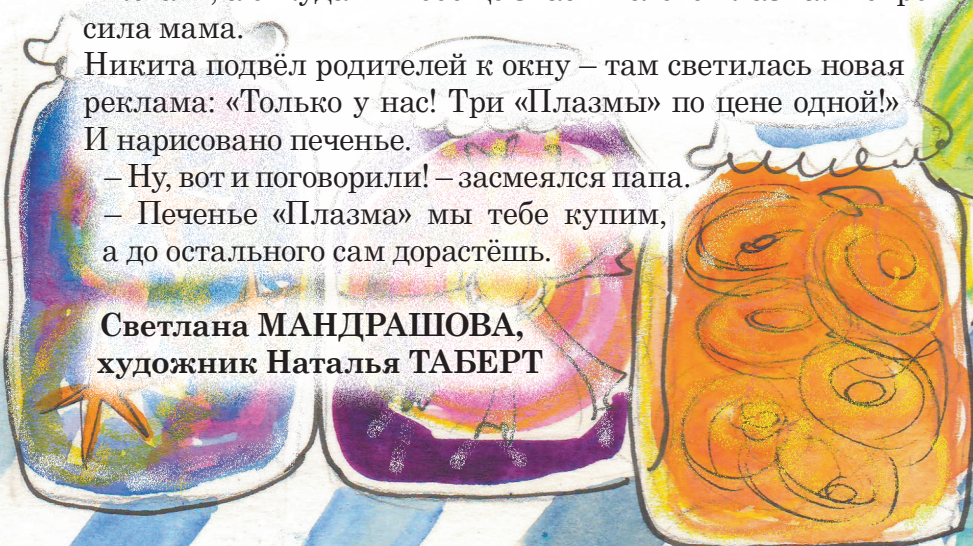 сила мама.
Никита подвёл родителей к окну – там светилась новая
реклама: «Только у нас! Три «Плазмы» по цене одной!»
И нарисовано печенье.
– Ну, вот и поговорили! – засмеялся папа.
– Печенье «Плазма» мы тебе купим,
а до остального сам дорастёшь.
Светлана МАНДРАШОВА,
художник Наталья ТАБЕРТ